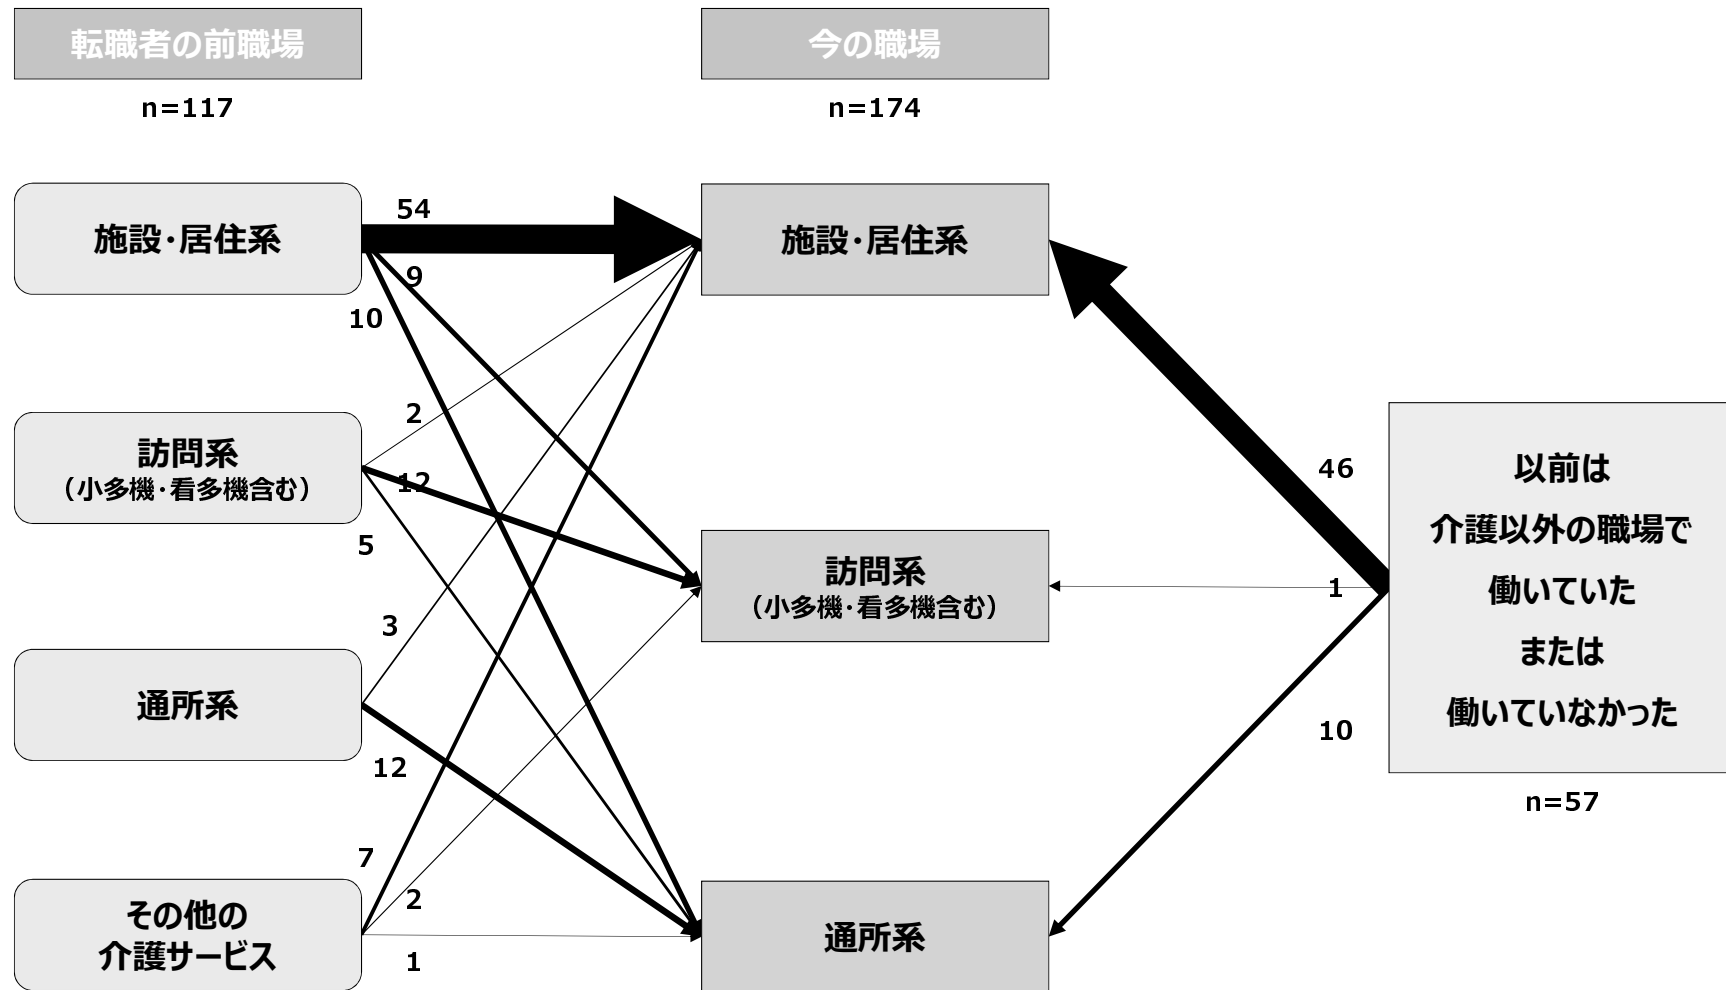 転職者の前職場
n=117
今の職場
n=174
施設・居住系
54
9
10
訪問系
（小多機・看多機含む）
2
12
5
通所系
3
12
その他の
介護サービス
7
2
1
施設・居住系
訪問系
（小多機・看多機含む）
通所系
46
1
10
以前は
介護以外の職場で
働いていた
または
働いていなかった
n=57